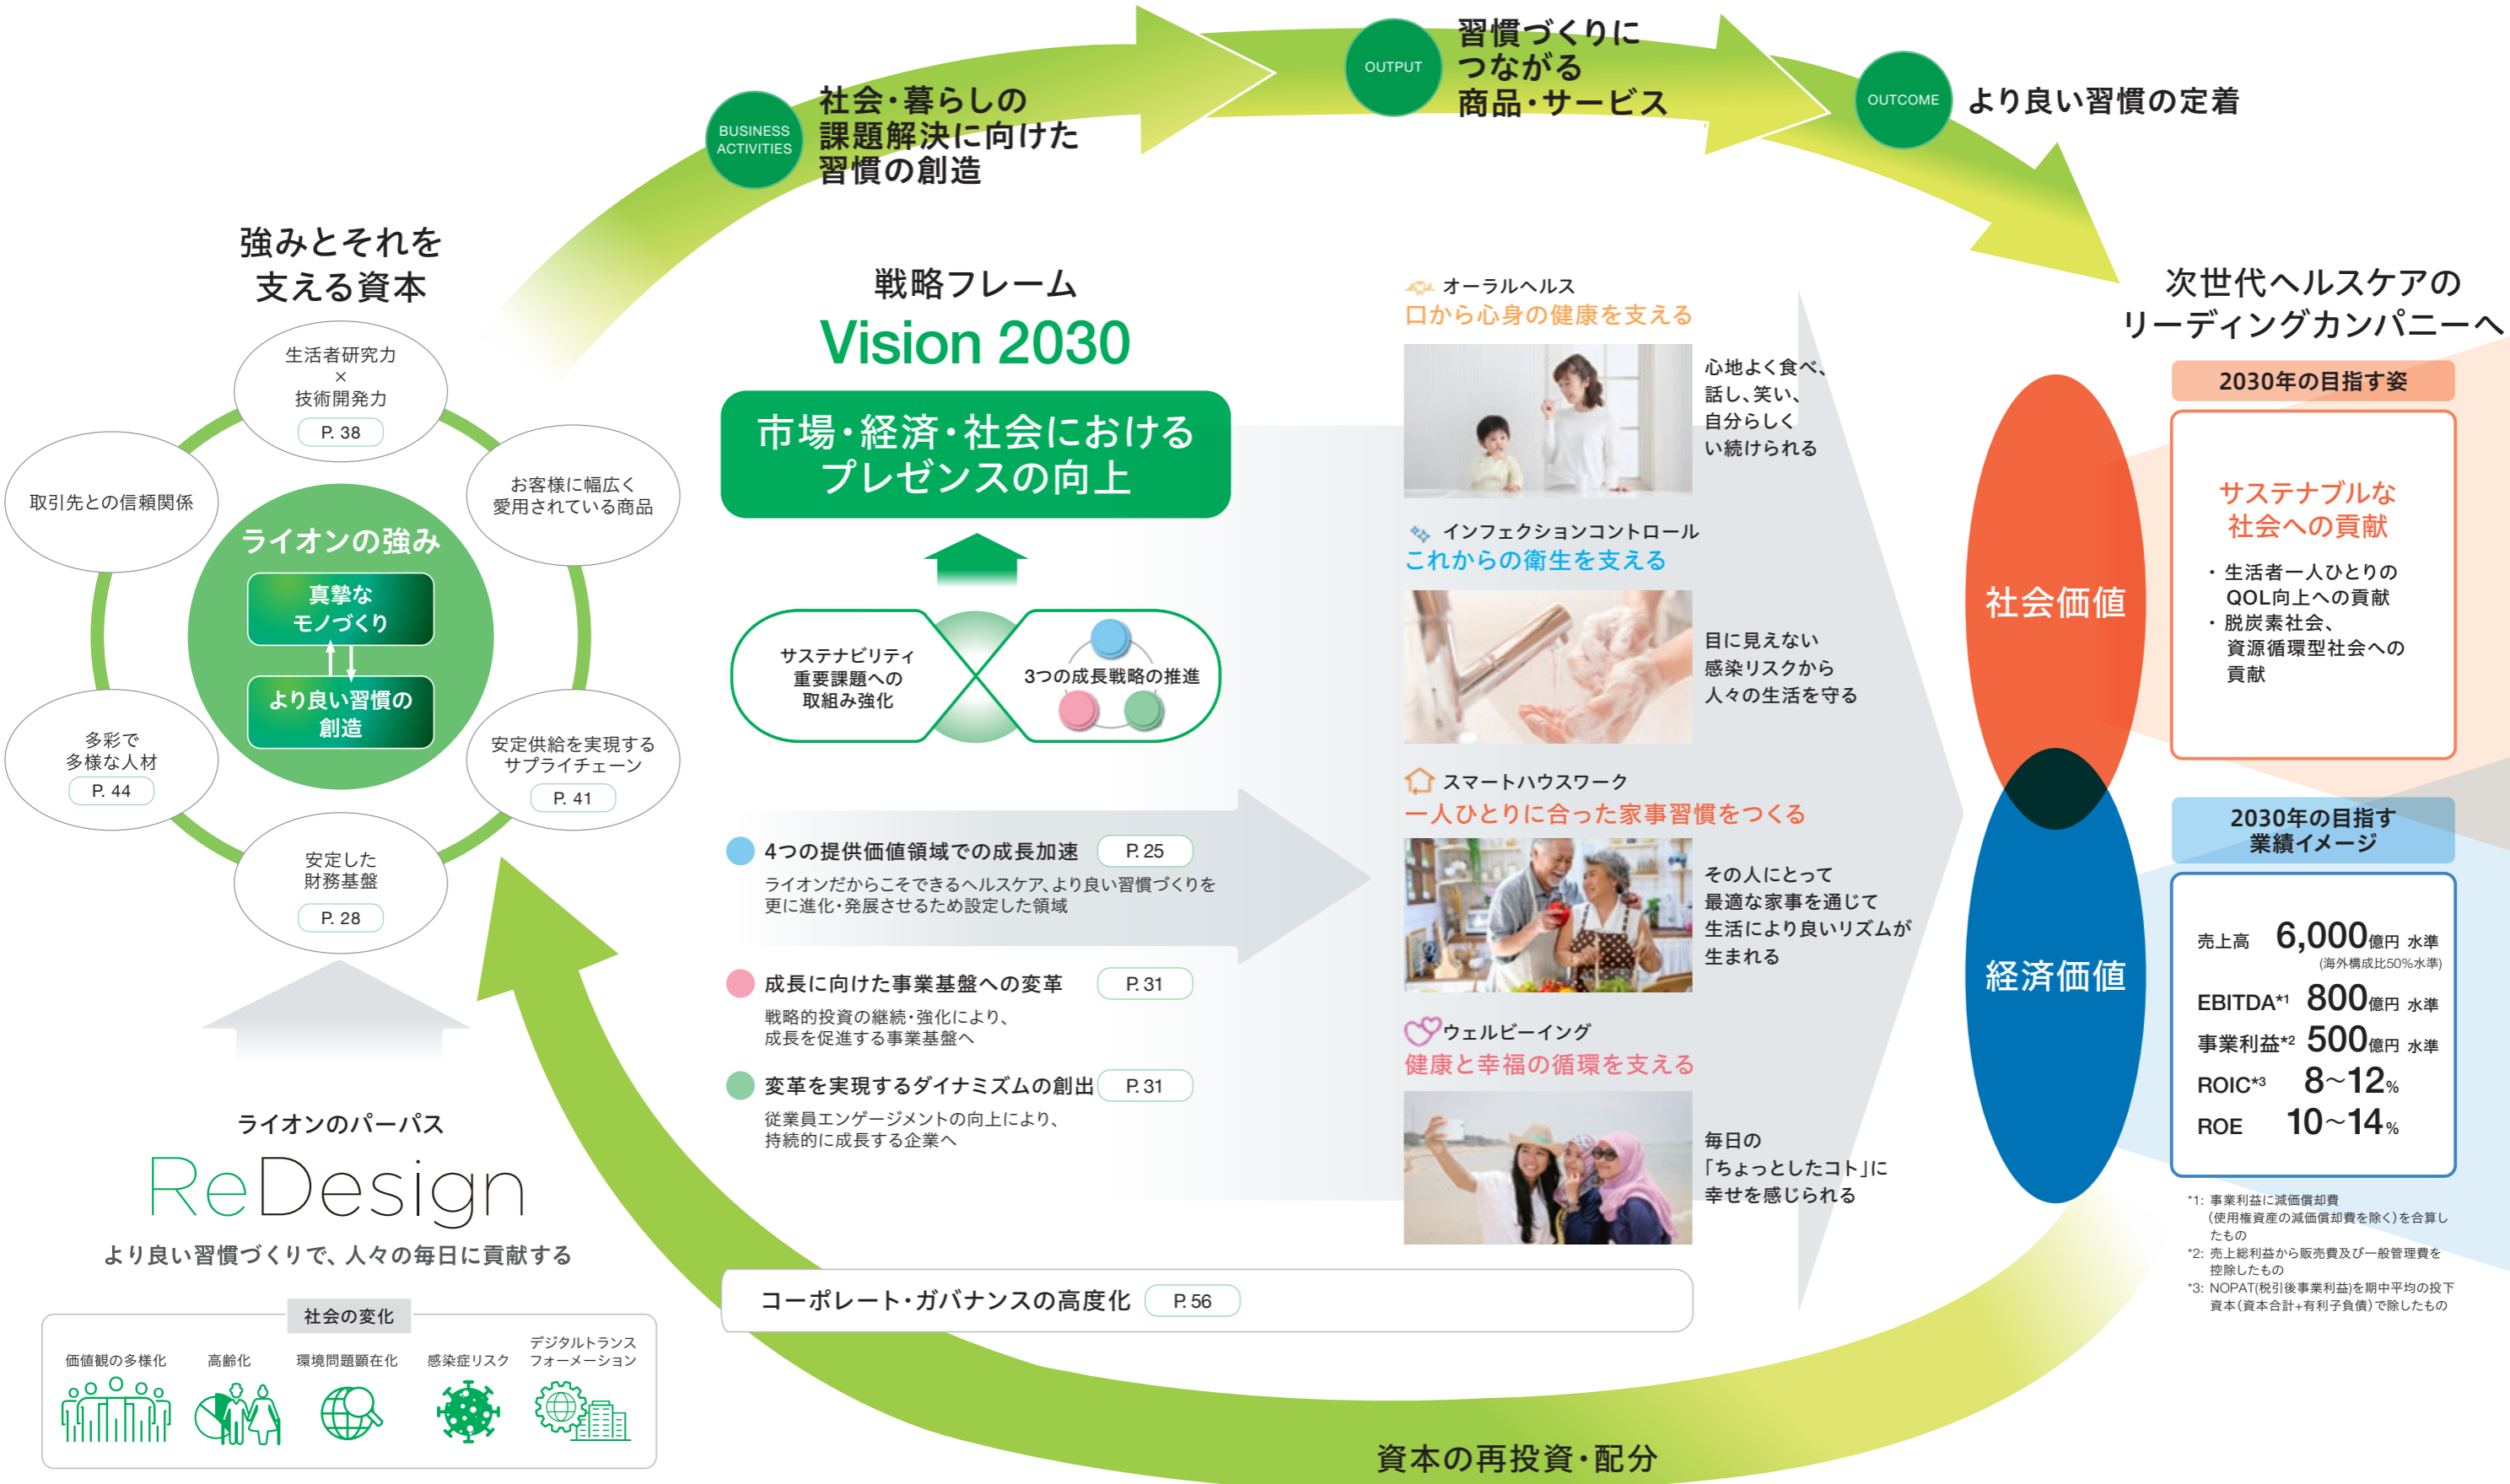 BUSINESS
ACTIVITIES
社会・暮らしの
課題解決に向けた
習慣の創造
OUTPUT
習慣づくりに
つながる
商品・サービス
OUTCOME
より良い習慣の定着
強みとそれを
支える資本
生活者研究力
×
技術開発力
P. 38
取引先との信頼関係
お客様に幅広く
愛用されている商品
ライオンの強み
真摯な
モノづくり
より良い習慣の
創造
多彩で
多様な人材
P. 44
安定供給を実現する
サプライチェーン
P. 41
安定した
財務基盤
P. 28
ライオンのパーパス
ReDesign
より良い習慣づくりで、人々の毎日に貢献する
社会の変化
価値観の多様化
高齢化
環境問題顕在化
感染症リスク
デジタルトランス
フォーメーション
戦略フレーム
Vision 2030
市場・経済・社会における
プレゼンスの向上
サステナビリティ
重要課題への
取組み強化
3つの成長戦略の推進
4つの提供価値領域での成長加速 P. 25
ライオンだからこそできるヘルスケア、より良い習慣づくりを
更に進化・発展させるため設定した領域
成長に向けた事業基盤への変革 P. 31
戦略的投資の継続・強化により、
成長を促進する事業基盤へ
変革を実現するダイナミズムの創出 P. 31
従業員エンゲージメントの向上により、
持続的に成長する企業へ
コーポレート・ガバナンスの高度化 P. 56
オーラルヘルス
口から心身の健康を支える
心地よく食べ、
話し、笑い、
自分らしく
い続けられる
インフェクションコントロール
これからの衛生を支える
目に見えない
感染リスクから
人々の生活を守る
スマートハウスワーク
一人ひとりに合った家事習慣をつくる
その人にとって
最適な家事を通じて
生活により良いリズムが
生まれる
ウェルビーイング
健康と幸福の循環を支える
毎日の
「ちょっとしたコト」に
幸せを感じられる
社会価値
経済価値
次世代ヘルスケアの
リーディングカンパニーへ
2030年の目指す姿
サステナブルな
社会への貢献
・ 生活者一人ひとりの
QOL向上への貢献
・ 脱炭素社会、
資源循環型社会への
貢献
2030年の目指す
業績イメージ
売上高 6,000億円 水準
(海外構成比50%水準)
EBITDA*1 800億円 水準
事業利益*2 500億円 水準
ROIC*3 8〜12%
ROE 10〜14%
*1: 事業利益に減価償却費
(使用権資産の減価償却費を除く)を合算し
たもの
*2: 売上総利益から販売費及び一般管理費を
控除したもの
*3: NOPAT(税引後事業利益)を期中平均の投下
資本(資本合計+有利子負債)で除したもの
資本の再投資・配分